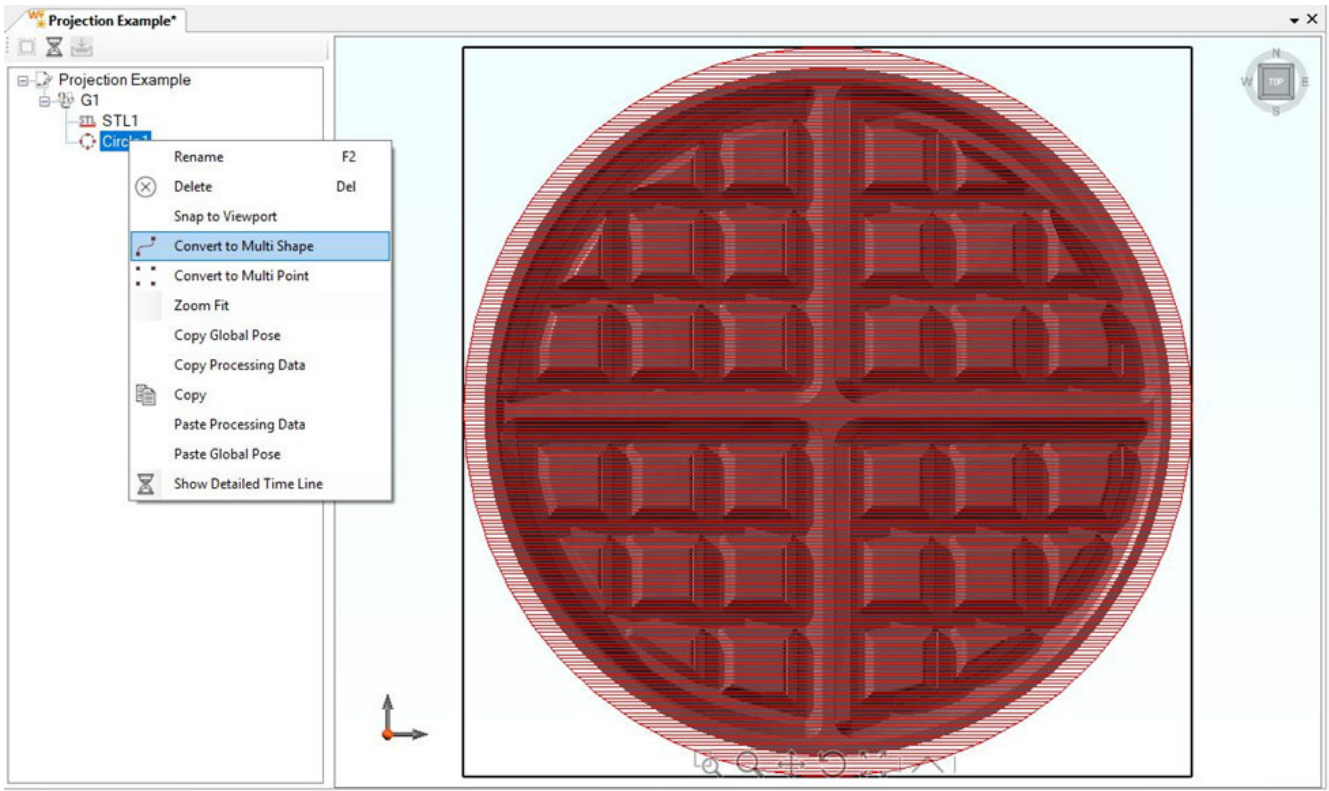 Projection Example*
Projection Example
G1
STL STL1
Circle1
Rename F2
Delete Del
Snap to Viewport
Convert to Multi Shape
Convert to Multi Point
Zoom Fit
Copy Global Pose
Copy Processing Data
Copy
Paste Processing Data
Paste Global Pose
Show Detailed Time Line
N
W TOP E
S